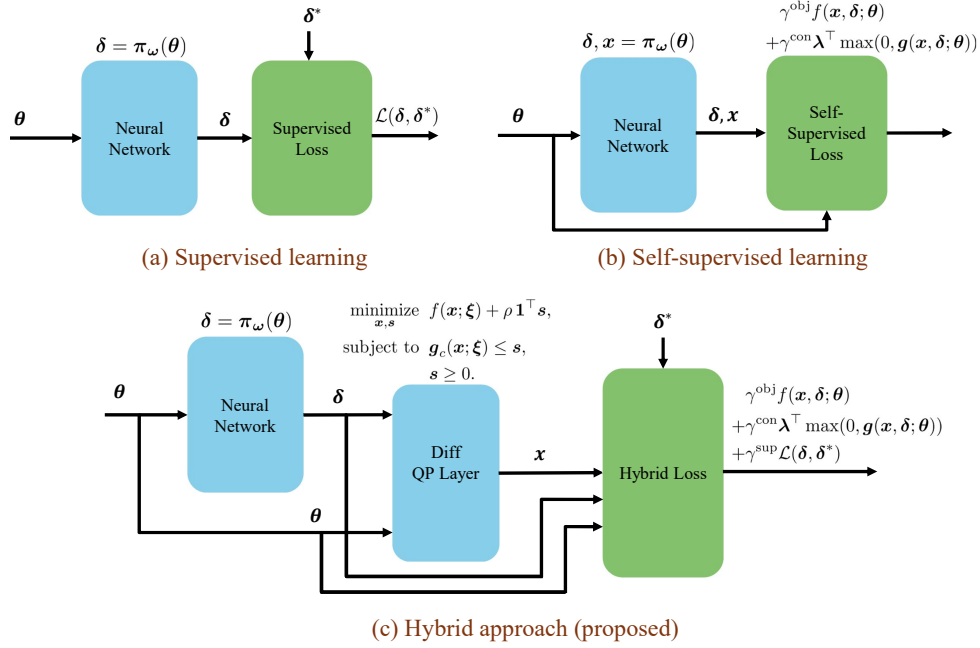 δ*
δ = π_ω(θ)
θ
Neural
Network
δ
Supervised
Loss
ℒ(δ, δ*)
(a) Supervised learning
γ^obj f(x, δ; θ)
+γ^con λ^⊤ max(0, g(x, δ; θ))
δ, x = π_ω(θ)
θ
Neural
Network
δ, x
Self-
Supervised
Loss
(b) Self-supervised learning
δ = π_ω(θ)
minimize f(x; ξ) + ρ 1^⊤ s,
x,s
subject to g_c(x; ξ) ≤ s,
s ≥ 0.
δ*
θ
Neural
Network
δ
Diff
QP Layer
x
Hybrid Loss
γ^obj f(x, δ; θ)
+γ^con λ^⊤ max(0, g(x, δ; θ))
+γ^sup ℒ(δ, δ*)
θ
(c) Hybrid approach (proposed)